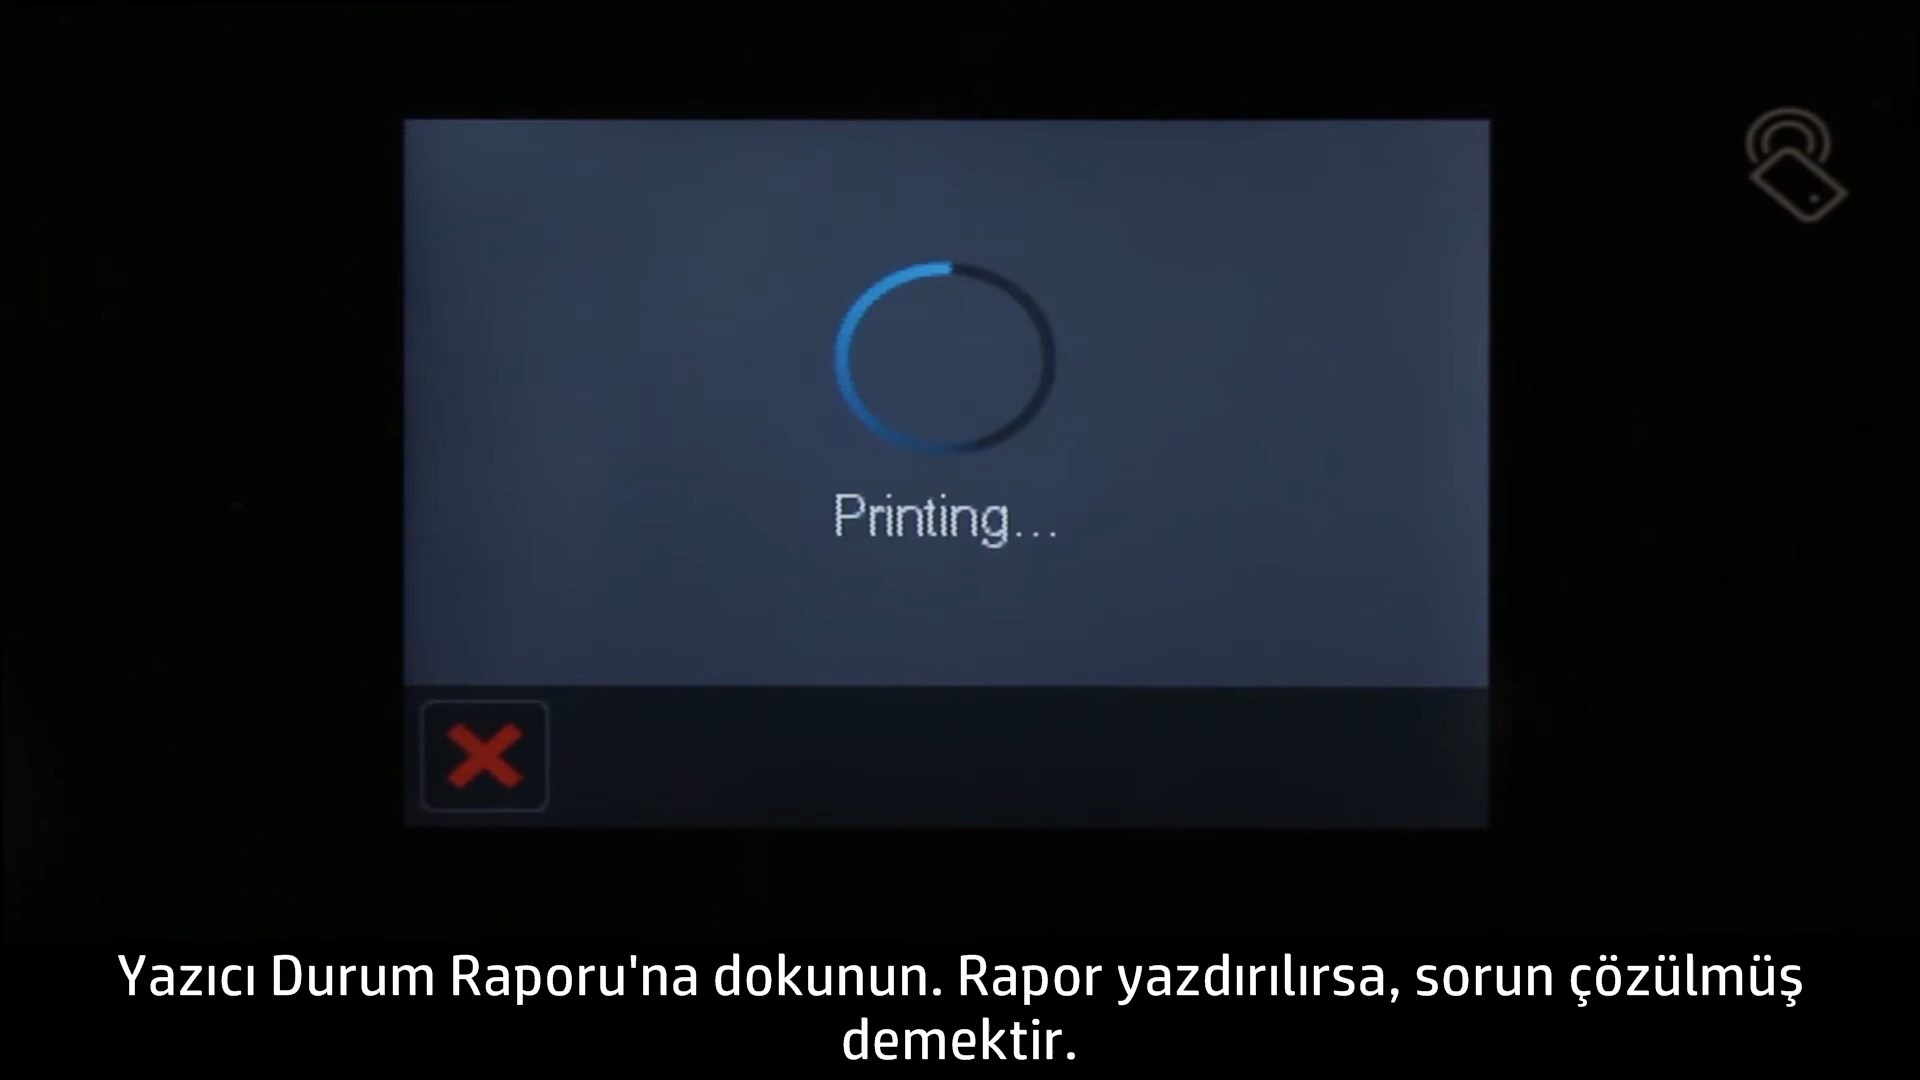 Printing...
Yazıcı Durum Raporu'na dokunun. Rapor yazdırılırsa, sorun çözülmüş
demektir.